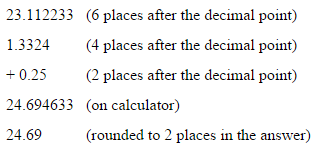 23.112233 (6 places after the decimal point)
1.3324 (4 places after the decimal point)
+ 0.25 (2 places after the decimal point)
24.694633 (on calculator)
24.69 (rounded to 2 places in the answer)